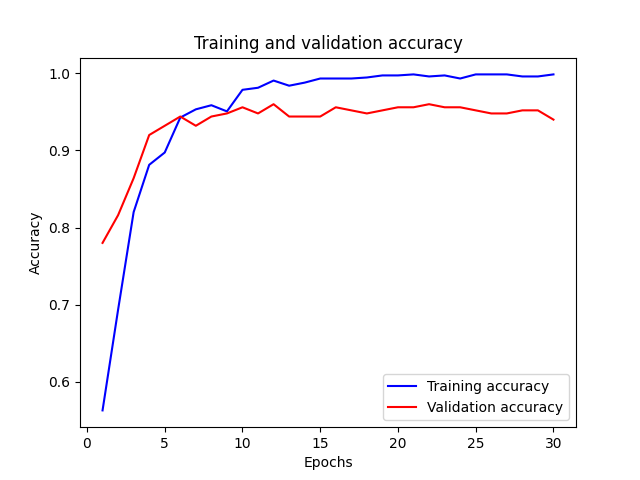 Training and validation accuracy
1.0
0.9
0.8
0.7
0.6
Accuracy
0 5 10 15 20 25 30
Epochs
Training accuracy
Validation accuracy